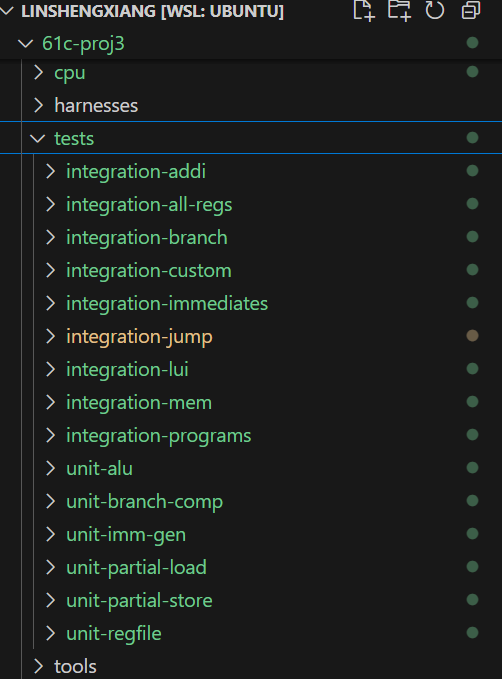 LINSHENGXIANG [WSL: UBUNTU]
61c-proj3
cpu
harnesses
tests
integration-addi
integration-all-regs
integration-branch
integration-custom
integration-immediates
integration-jump
integration-lui
integration-mem
integration-programs
unit-alu
unit-branch-comp
unit-imm-gen
unit-partial-load
unit-partial-store
unit-regfile
tools